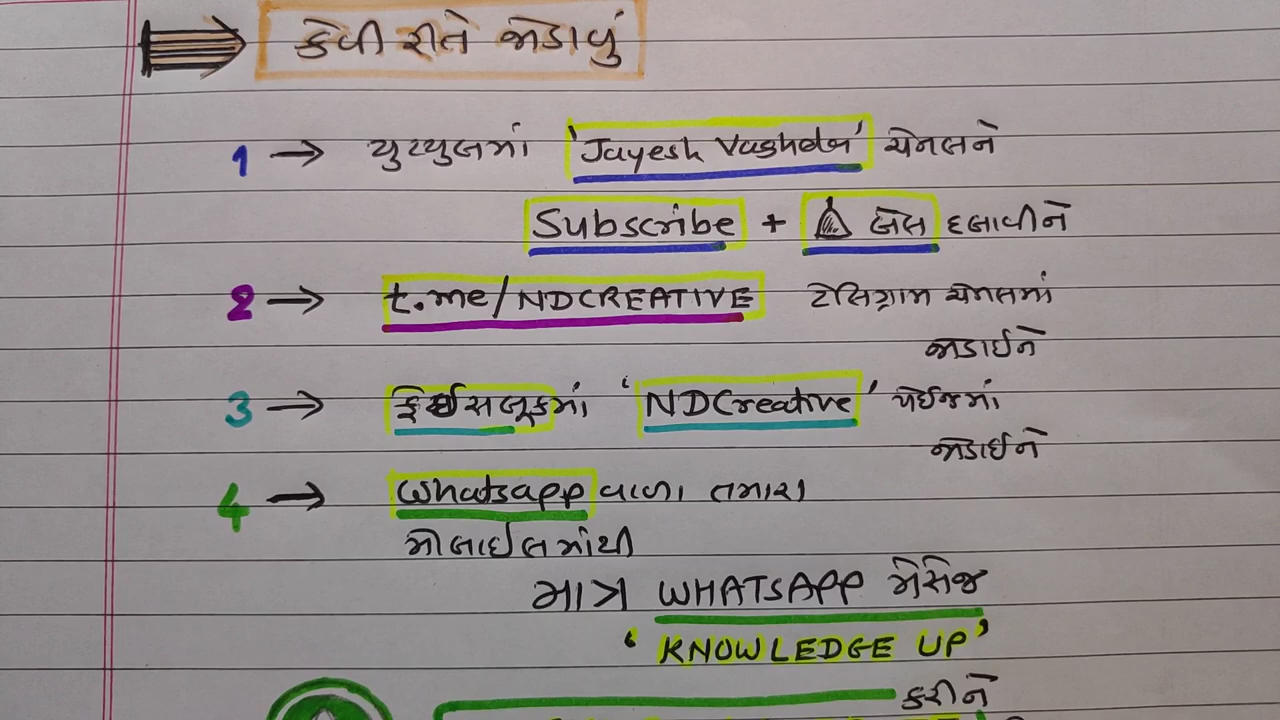 કેવી રીતે જોડાવું
1 → યુટ્યુબમાં 'Jayesh Vaghela' ચેનલને
Subscribe + 🔔 બેલ દબાવીને
2 → t.me/NDCREATIVE ટેલિગ્રામ ચેનલમાં
જોડાઈને
3 → ફેઈસબૂકમાં 'NDCreative' પેઈજમાં
જોડાઈને
4 → Whatsapp વાળા તમારા
મોબાઈલમાંથી
માત્ર WHATSAPP મેસેજ
'KNOWLEDGE UP'
કરીને